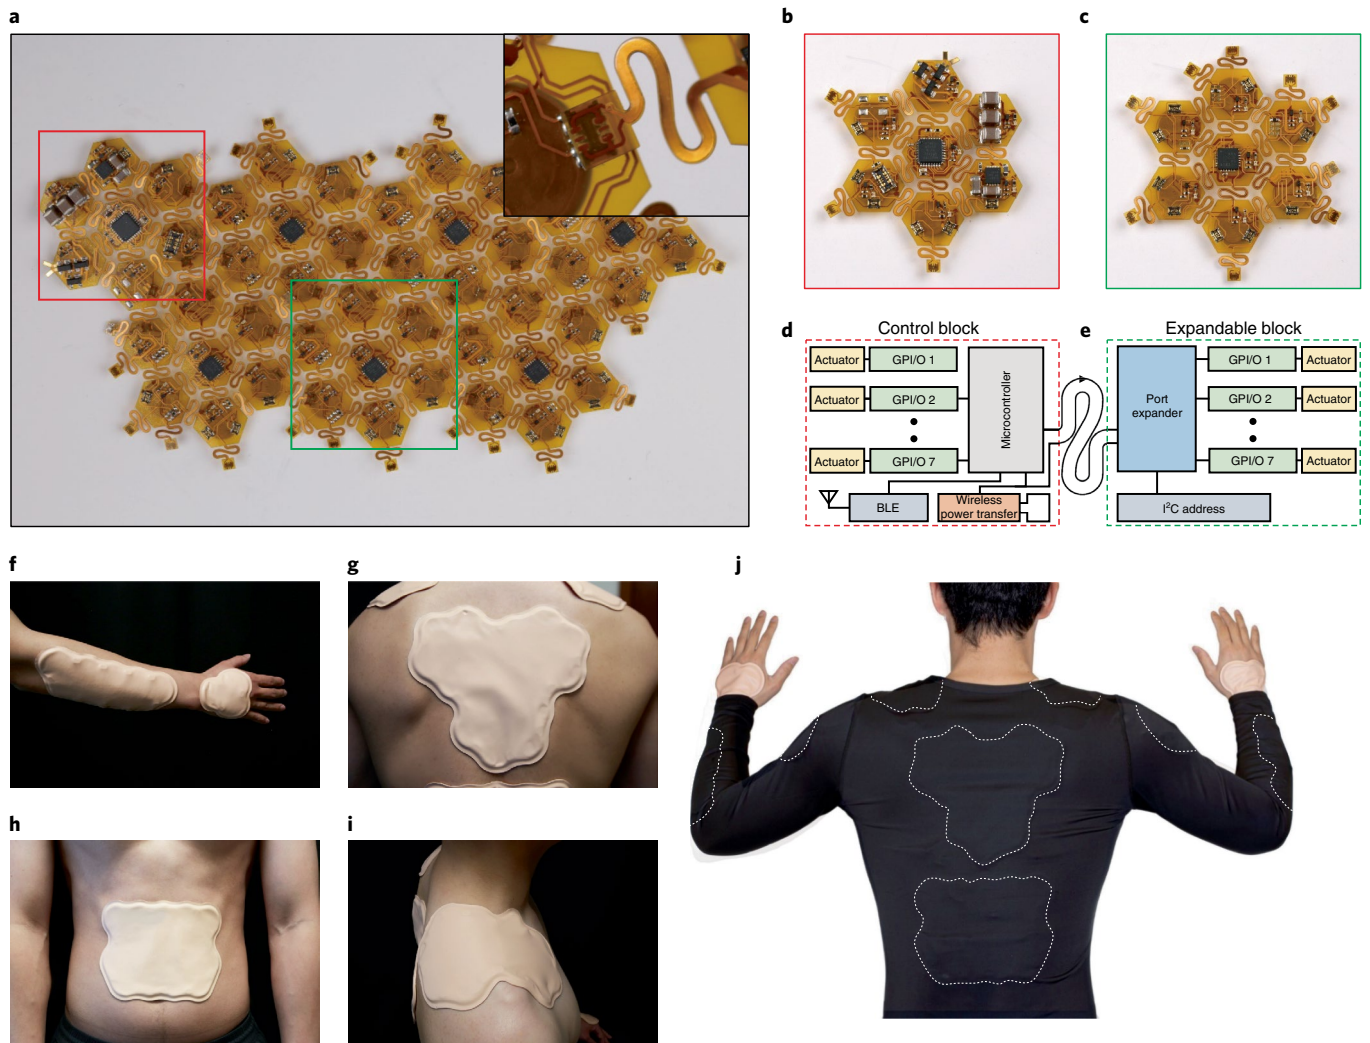 a
b
c
d
Control block
Actuator
GPI/O 1
Actuator
GPI/O 2
Actuator
GPI/O 7
Microcontroller
BLE
Wireless
power transfer
e
Expandable block
Port
expander
GPI/O 1
Actuator
GPI/O 2
Actuator
GPI/O 7
Actuator
I²C address
f
g
h
i
j